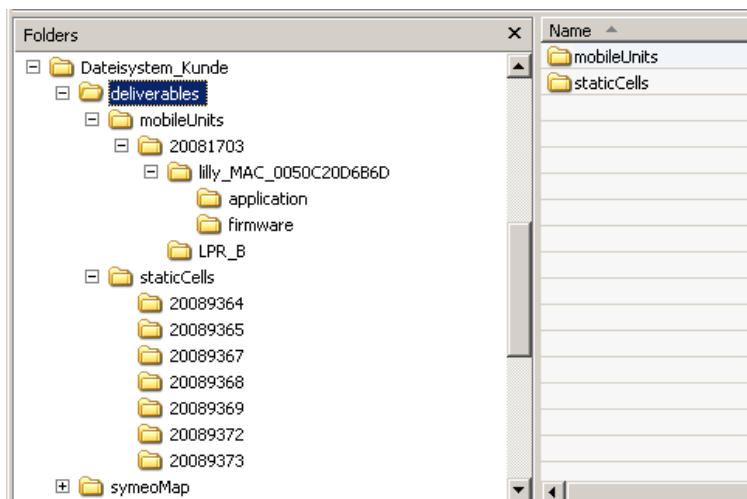 Folders
Dateisystem_Kunde
deliverables
mobileUnits
20081703
lilly_MAC_0050C20D6B6D
application
firmware
LPR_B
staticCells
20089364
20089365
20089367
20089368
20089369
20089372
20089373
symeoMap
Name
mobileUnits
staticCells